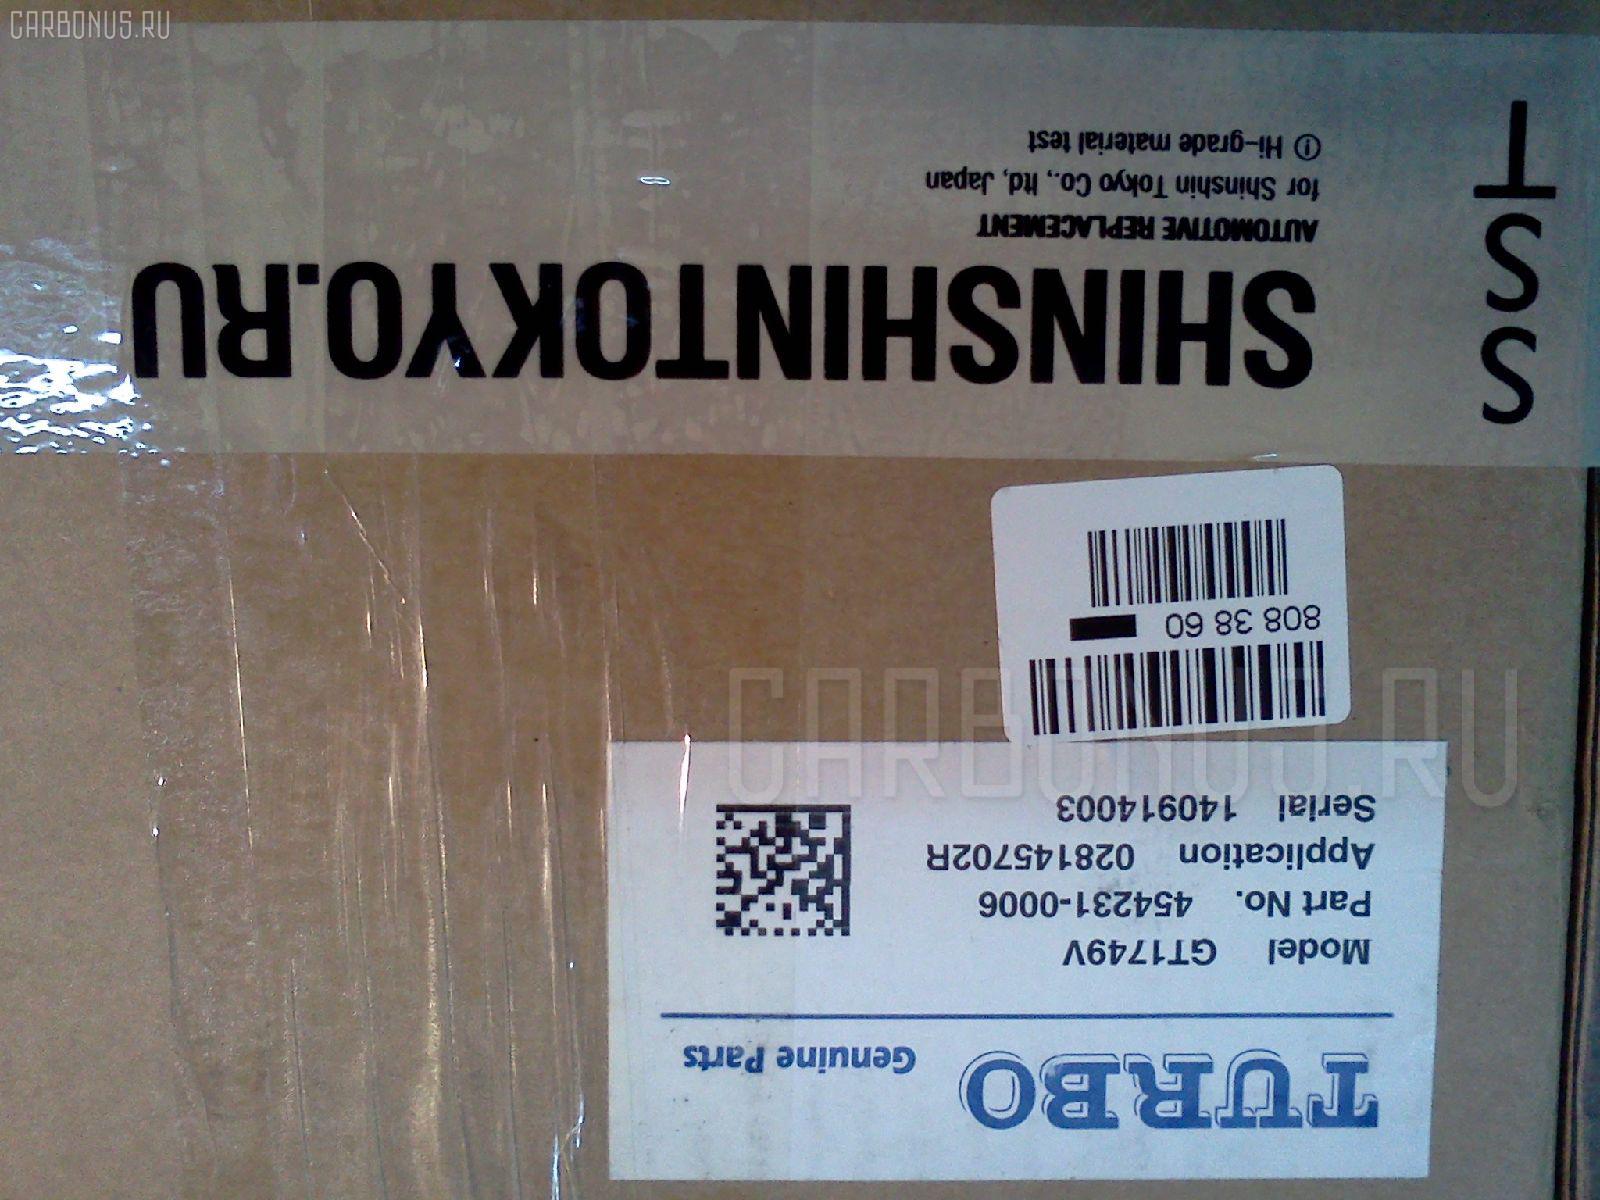 CARBONUS.RU
SST
SHINSHINTOKYO.RU
AUTOMOTIVE REPLACEMENT
for Shinshin Tokyo Co., ltd, Japan
ⓘ Hi-grade material test
808 38 60
CARBONUS.RU
TURBO Genuine Parts
Model GT1749V
Part No. 454231-0006
Application 028145702R
Serial 140914003